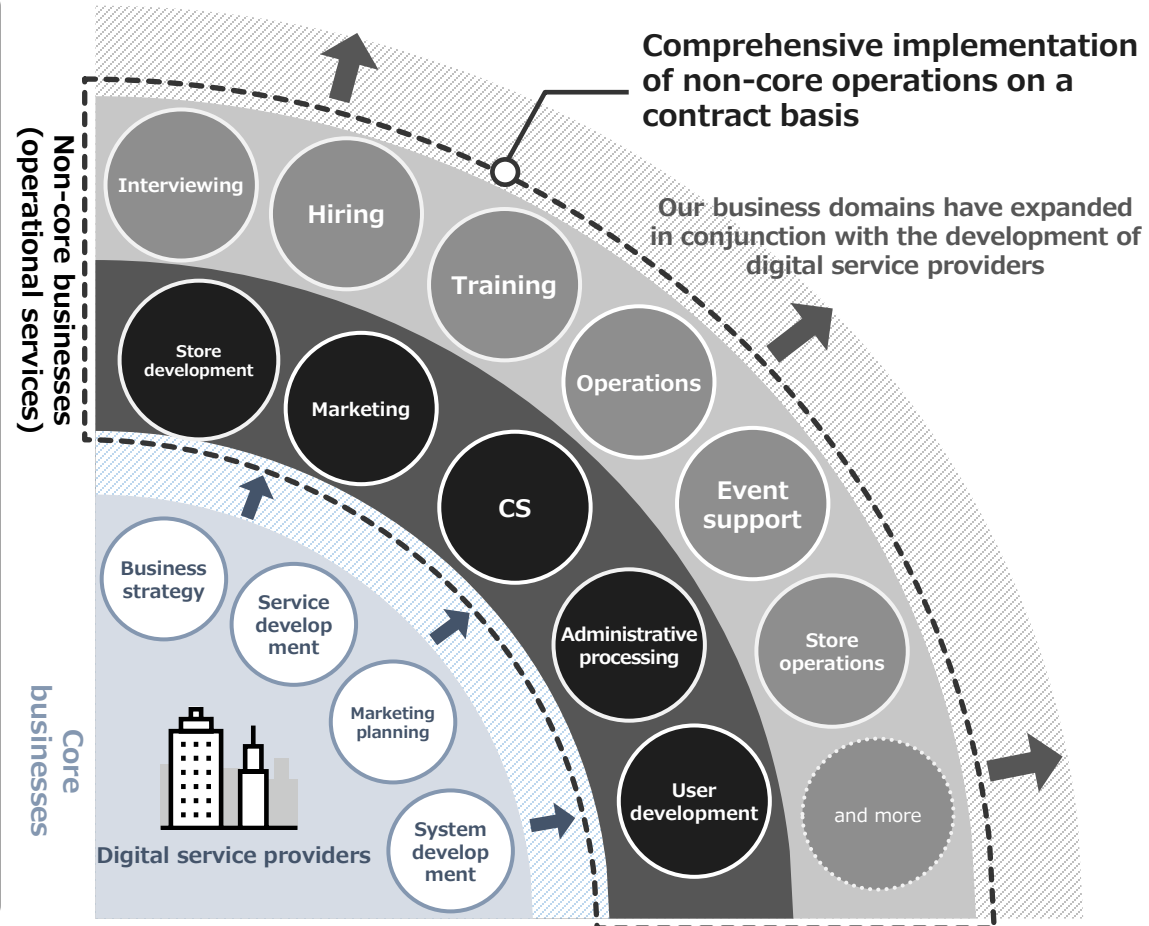 Comprehensive implementation
of non-core operations on a
contract basis
Our business domains have expanded
in conjunction with the development of
digital service providers
Non-core businesses
(operational services)
Interviewing
Hiring
Training
Operations
Event
support
Store
operations
and more
Store
development
Marketing
CS
Administrative
processing
User
development
Core
businesses
Business
strategy
Service
develop
ment
Marketing
planning
System
develop
ment
Digital service providers